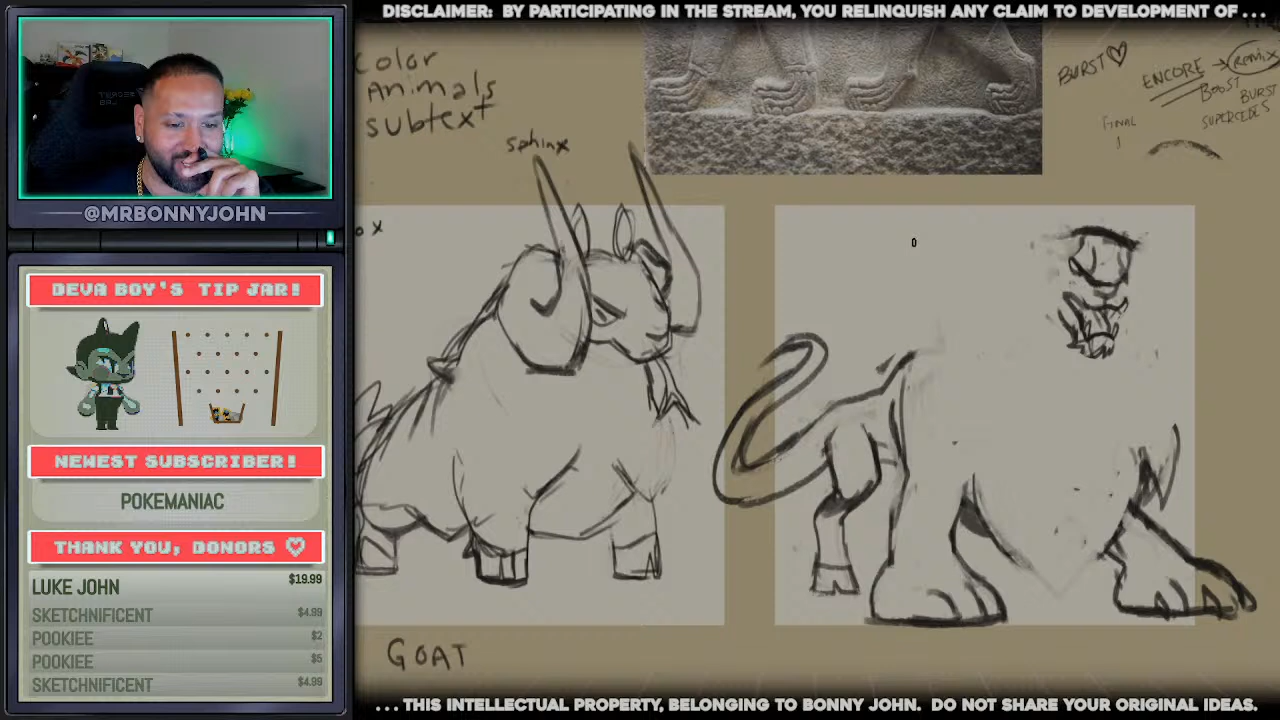 DISCLAIMER: BY PARTICIPATING IN THE STREAM, YOU RELINQUISH ANY CLAIM TO DEVELOPMENT OF . . .
color
Animals
subtext
sphinx
BURST
ENCORE → remix
BOOST
BURST
SUPERCEDES
FINAL
1
@MRBONNYJOHN
DEVA BOY'S TIP JAR!
NEWEST SUBSCRIBER!
POKEMANIAC
THANK YOU, DONORS
LUKE JOHN $19.99
SKETCHNIFICENT $4.99
POOKIEE $2
POOKIEE $5
SKETCHNIFICENT $4.99
GOAT
. . . THIS INTELLECTUAL PROPERTY, BELONGING TO BONNY JOHN. DO NOT SHARE YOUR ORIGINAL IDEAS.